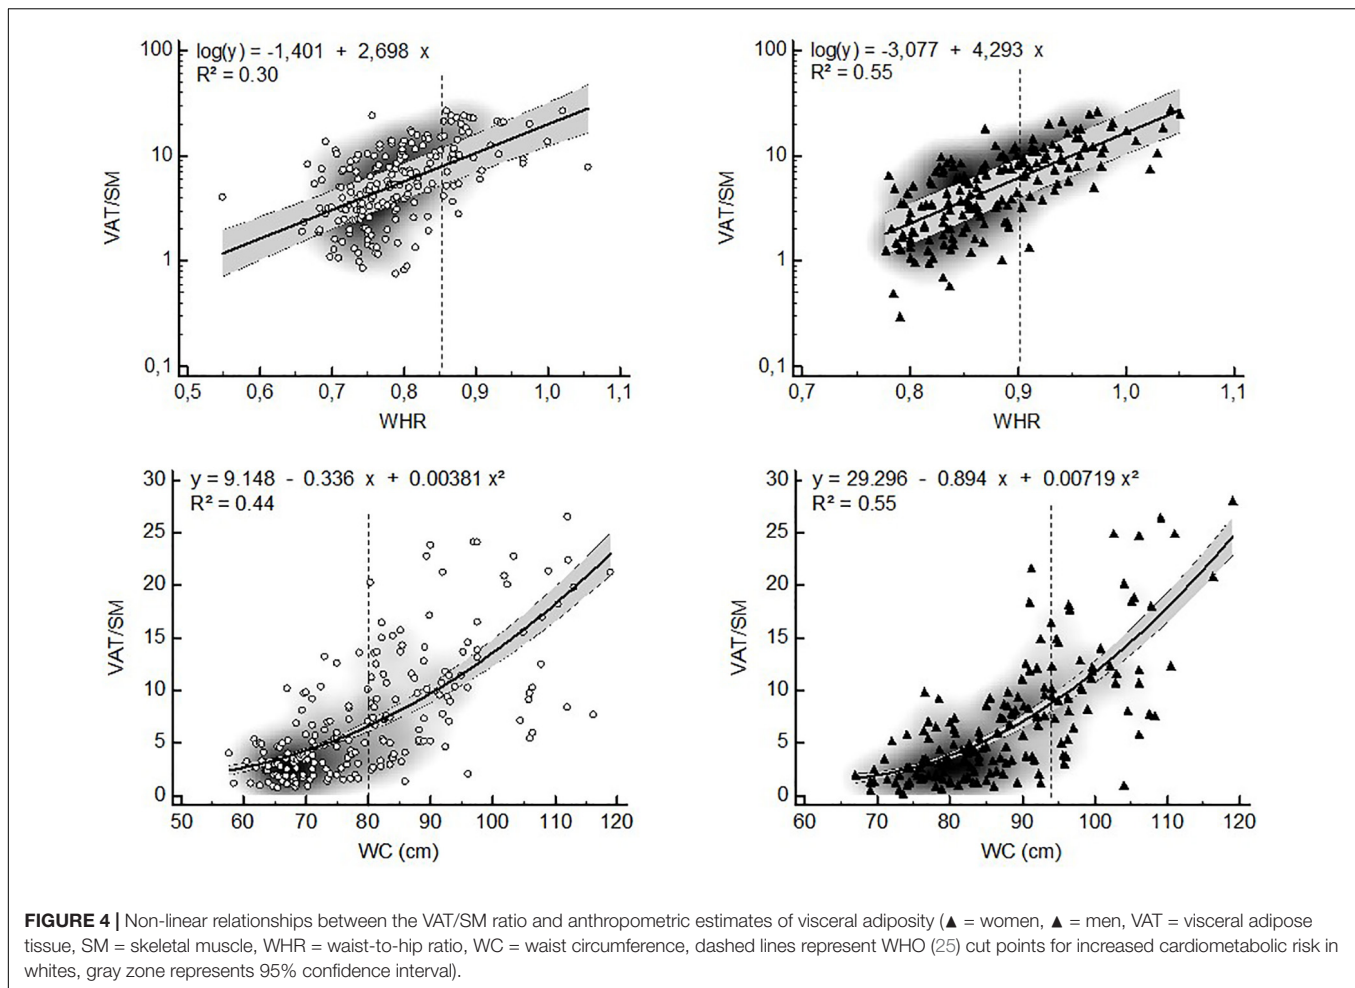 log(y) = -1,401 + 2,698 x
R² = 0.30
100
10
1
0,1
VAT/SM
0,5 0,6 0,7 0,8 0,9 1,0 1,1
WHR
log(y) = -3,077 + 4,293 x
R² = 0.55
100
10
1
0,1
VAT/SM
0,7 0,8 0,9 1,0 1,1
WHR
y = 9.148 - 0.336 x + 0.00381 x²
R² = 0.44
30
25
20
15
10
5
0
VAT/SM
50 60 70 80 90 100 110 120
WC (cm)
y = 29.296 - 0.894 x + 0.00719 x²
R² = 0.55
30
25
20
15
10
5
0
VAT/SM
60 70 80 90 100 110 120
WC (cm)
FIGURE 4 | Non-linear relationships between the VAT/SM ratio and anthropometric estimates of visceral adiposity (▲ = women, ▲ = men, VAT = visceral adipose
tissue, SM = skeletal muscle, WHR = waist-to-hip ratio, WC = waist circumference, dashed lines represent WHO (25) cut points for increased cardiometabolic risk in
whites, gray zone represents 95% confidence interval).